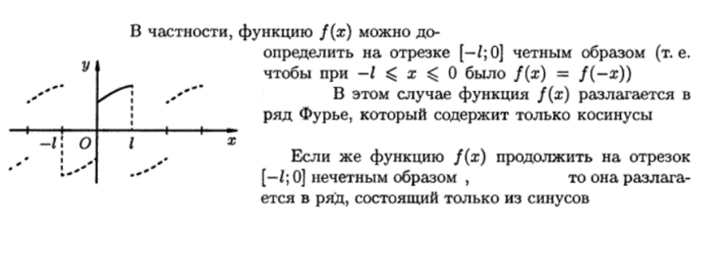 В частности, функцию f(x) можно до-
определить на отрезке [−l; 0] четным образом (т. е.
чтобы при −l ⩽ x ⩽ 0 было f(x) = f(−x))
В этом случае функция f(x) разлагается в
ряд Фурье, который содержит только косинусы
Если же функцию f(x) продолжить на отрезок
[−l; 0] нечетным образом , то она разлага-
ется в ряд, состоящий только из синусов
y
−l O l x